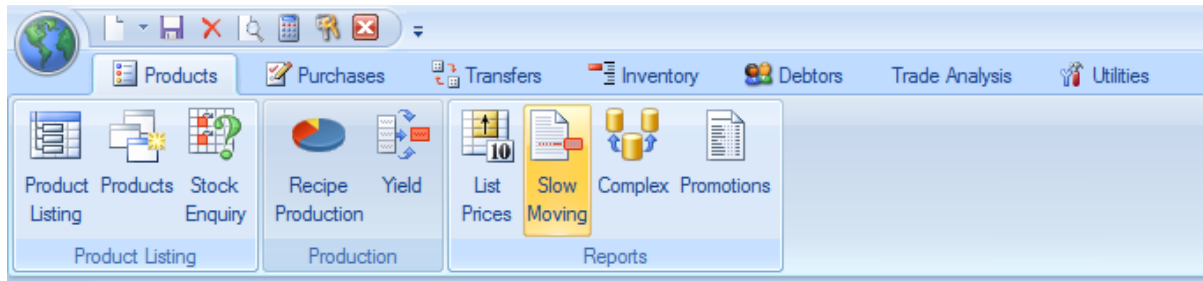 Products Purchases Transfers Inventory Debtors Trade Analysis Utilities
Product Products Stock Recipe Yield List Slow Complex Promotions
Listing Enquiry Production Prices Moving
10
Product Listing Production Reports